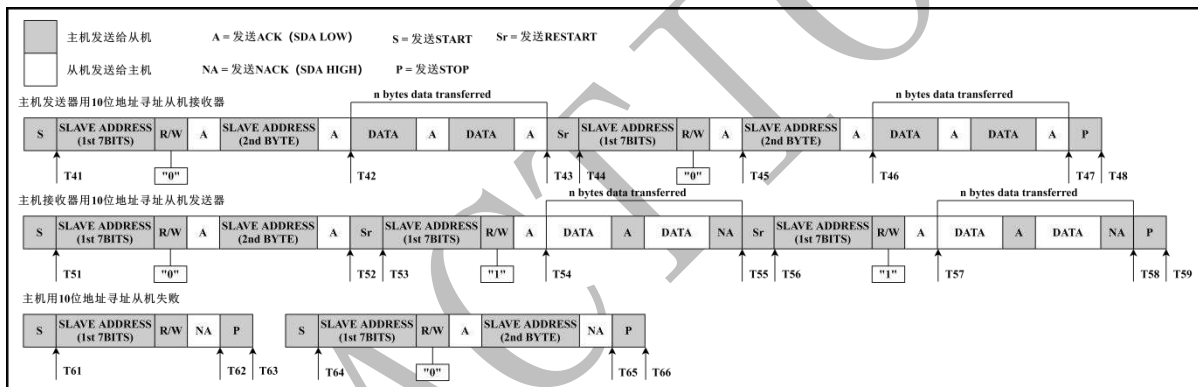 主机发送给从机 A = 发送ACK（SDA LOW） S = 发送START Sr = 发送RESTART
从机发送给主机 NA = 发送NACK（SDA HIGH） P = 发送STOP
主机发送器用10位地址寻址从机接收器
n bytes data transferred n bytes data transferred
S SLAVE ADDRESS (1st 7BITS) R/W A SLAVE ADDRESS (2nd BYTE) A DATA A DATA A Sr SLAVE ADDRESS (1st 7BITS) R/W A SLAVE ADDRESS (2nd BYTE) A DATA A DATA A P
T41 "0" T42 T43 T44 "0" T45 T46 T47 T48
主机接收器用10位地址寻址从机发送器
n bytes data transferred n bytes data transferred
S SLAVE ADDRESS (1st 7BITS) R/W A SLAVE ADDRESS (2nd BYTE) A Sr SLAVE ADDRESS (1st 7BITS) R/W A DATA A DATA NA Sr SLAVE ADDRESS (1st 7BITS) R/W A DATA A DATA NA P
T51 "0" T52 T53 "1" T54 T55 T56 "1" T57 T58 T59
主机用10位地址寻址从机失败
S SLAVE ADDRESS (1st 7BITS) R/W NA P S SLAVE ADDRESS (1st 7BITS) R/W A SLAVE ADDRESS (2nd BYTE) NA P
T61 T62 T63 T64 "0" T65 T66